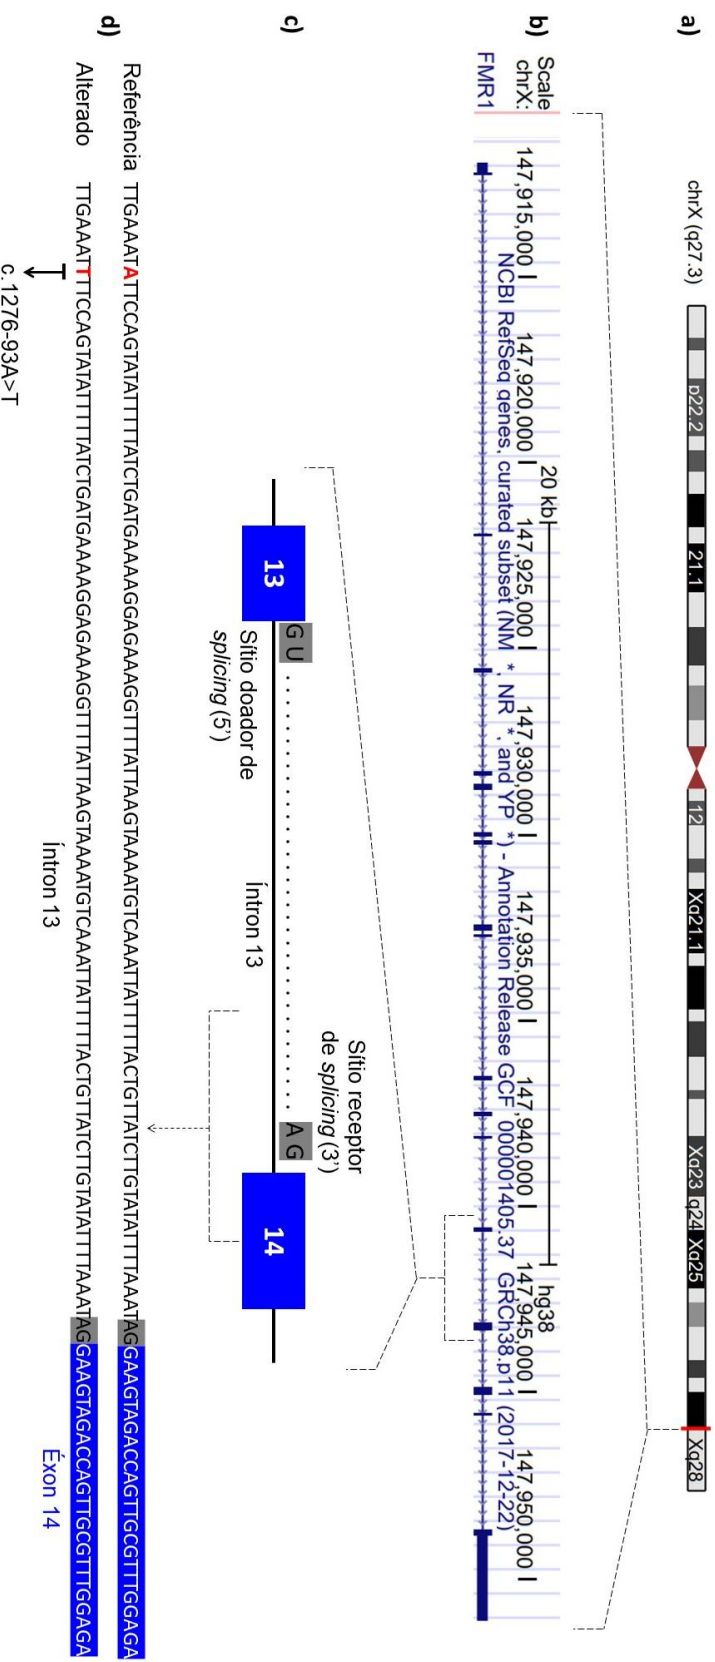 a)
chrX (q27.3) p22.2 21.1 12 Xq21.1 Xq23 q24 Xq25 Xq28
b)
Scale 20 kb hg38
chrX: 147,915,000 147,920,000 147,925,000 147,930,000 147,935,000 147,940,000 147,945,000 147,950,000
NCBI RefSeq genes, curated subset (NM_*, NR_*, and YP_*) - Annotation Release GCF_000001405.37_GRCh38.p11 (2017-12-22)
FMR1
c)
Sítio receptor
de splicing (3')
GU AG
13 14
Íntron 13
Sítio doador de
splicing (5')
d)
Referência TTGAAATATTCCAGTATATTTTTATCTGATGAAAAGGAGAAAGGTTTTATTAAGTAAAATGTCAAATTATTTTTACTGTTATCTTGTATATTTTAAATAGGAAGTAGACCAGTTGCGTTTGGAGA
Alterado TTGAAATTTTCCAGTATATTTTTATCTGATGAAAAGGAGAAAGGTTTTATTAAGTAAAATGTCAAATTATTTTTACTGTTATCTTGTATATTTTAAATAGGAAGTAGACCAGTTGCGTTTGGAGA
Íntron 13 Éxon 14
c.1276-93A>T